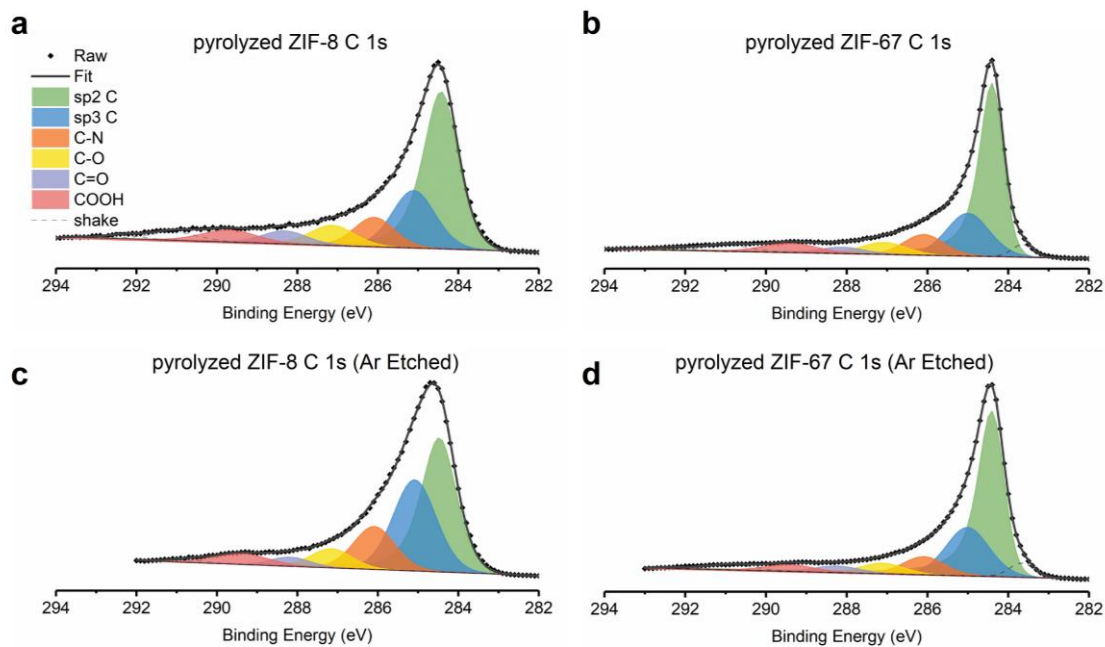 a
pyrolyzed ZIF-8 C 1s
Raw
Fit
sp2 C
sp3 C
C-N
C-O
C=O
COOH
shake
294 292 290 288 286 284 282
Binding Energy (eV)
b
pyrolyzed ZIF-67 C 1s
294 292 290 288 286 284 282
Binding Energy (eV)
c
pyrolyzed ZIF-8 C 1s (Ar Etched)
294 292 290 288 286 284 282
Binding Energy (eV)
d
pyrolyzed ZIF-67 C 1s (Ar Etched)
294 292 290 288 286 284 282
Binding Energy (eV)